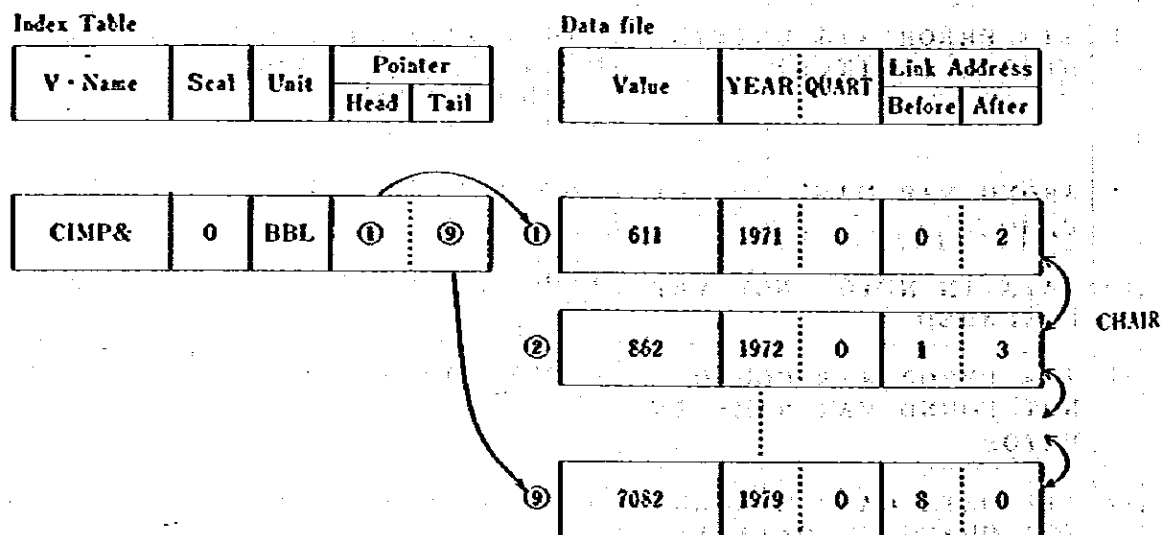 Index Table
Data file
V · Name Scal Unit Pointer Head Tail
Value YEAR QUART Link Address Before After
CIMP& 0 BBL ① ⑨
① 611 1971 0 0 2
CHAIR
② 862 1972 0 1 3
⑨ 7082 1979 0 8 0